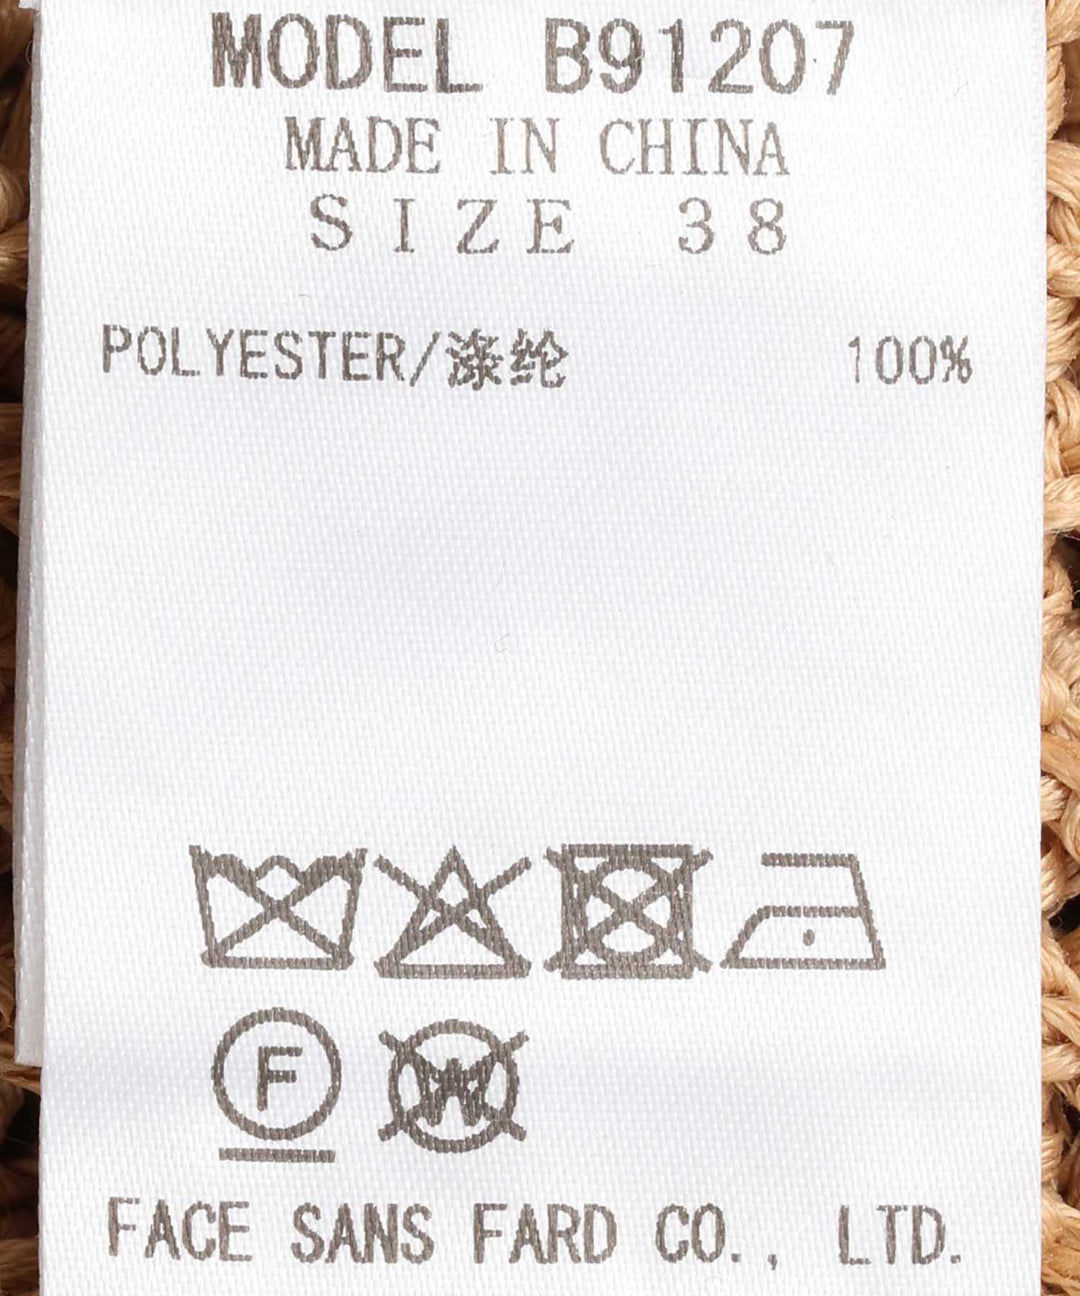 MODEL B91207
MADE IN CHINA
SIZE 38
POLYESTER/涤纶 100%
F
W
FACE SANS FARD CO., LTD.